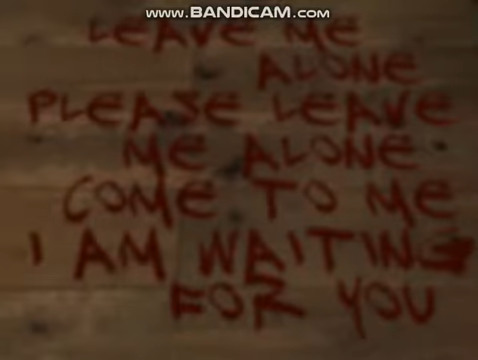 www.BANDICAM.com
LEAVE ME
ALONE
PLEASE LEAVE
ME ALONE
COME TO ME
I AM WAITING
FOR YOU